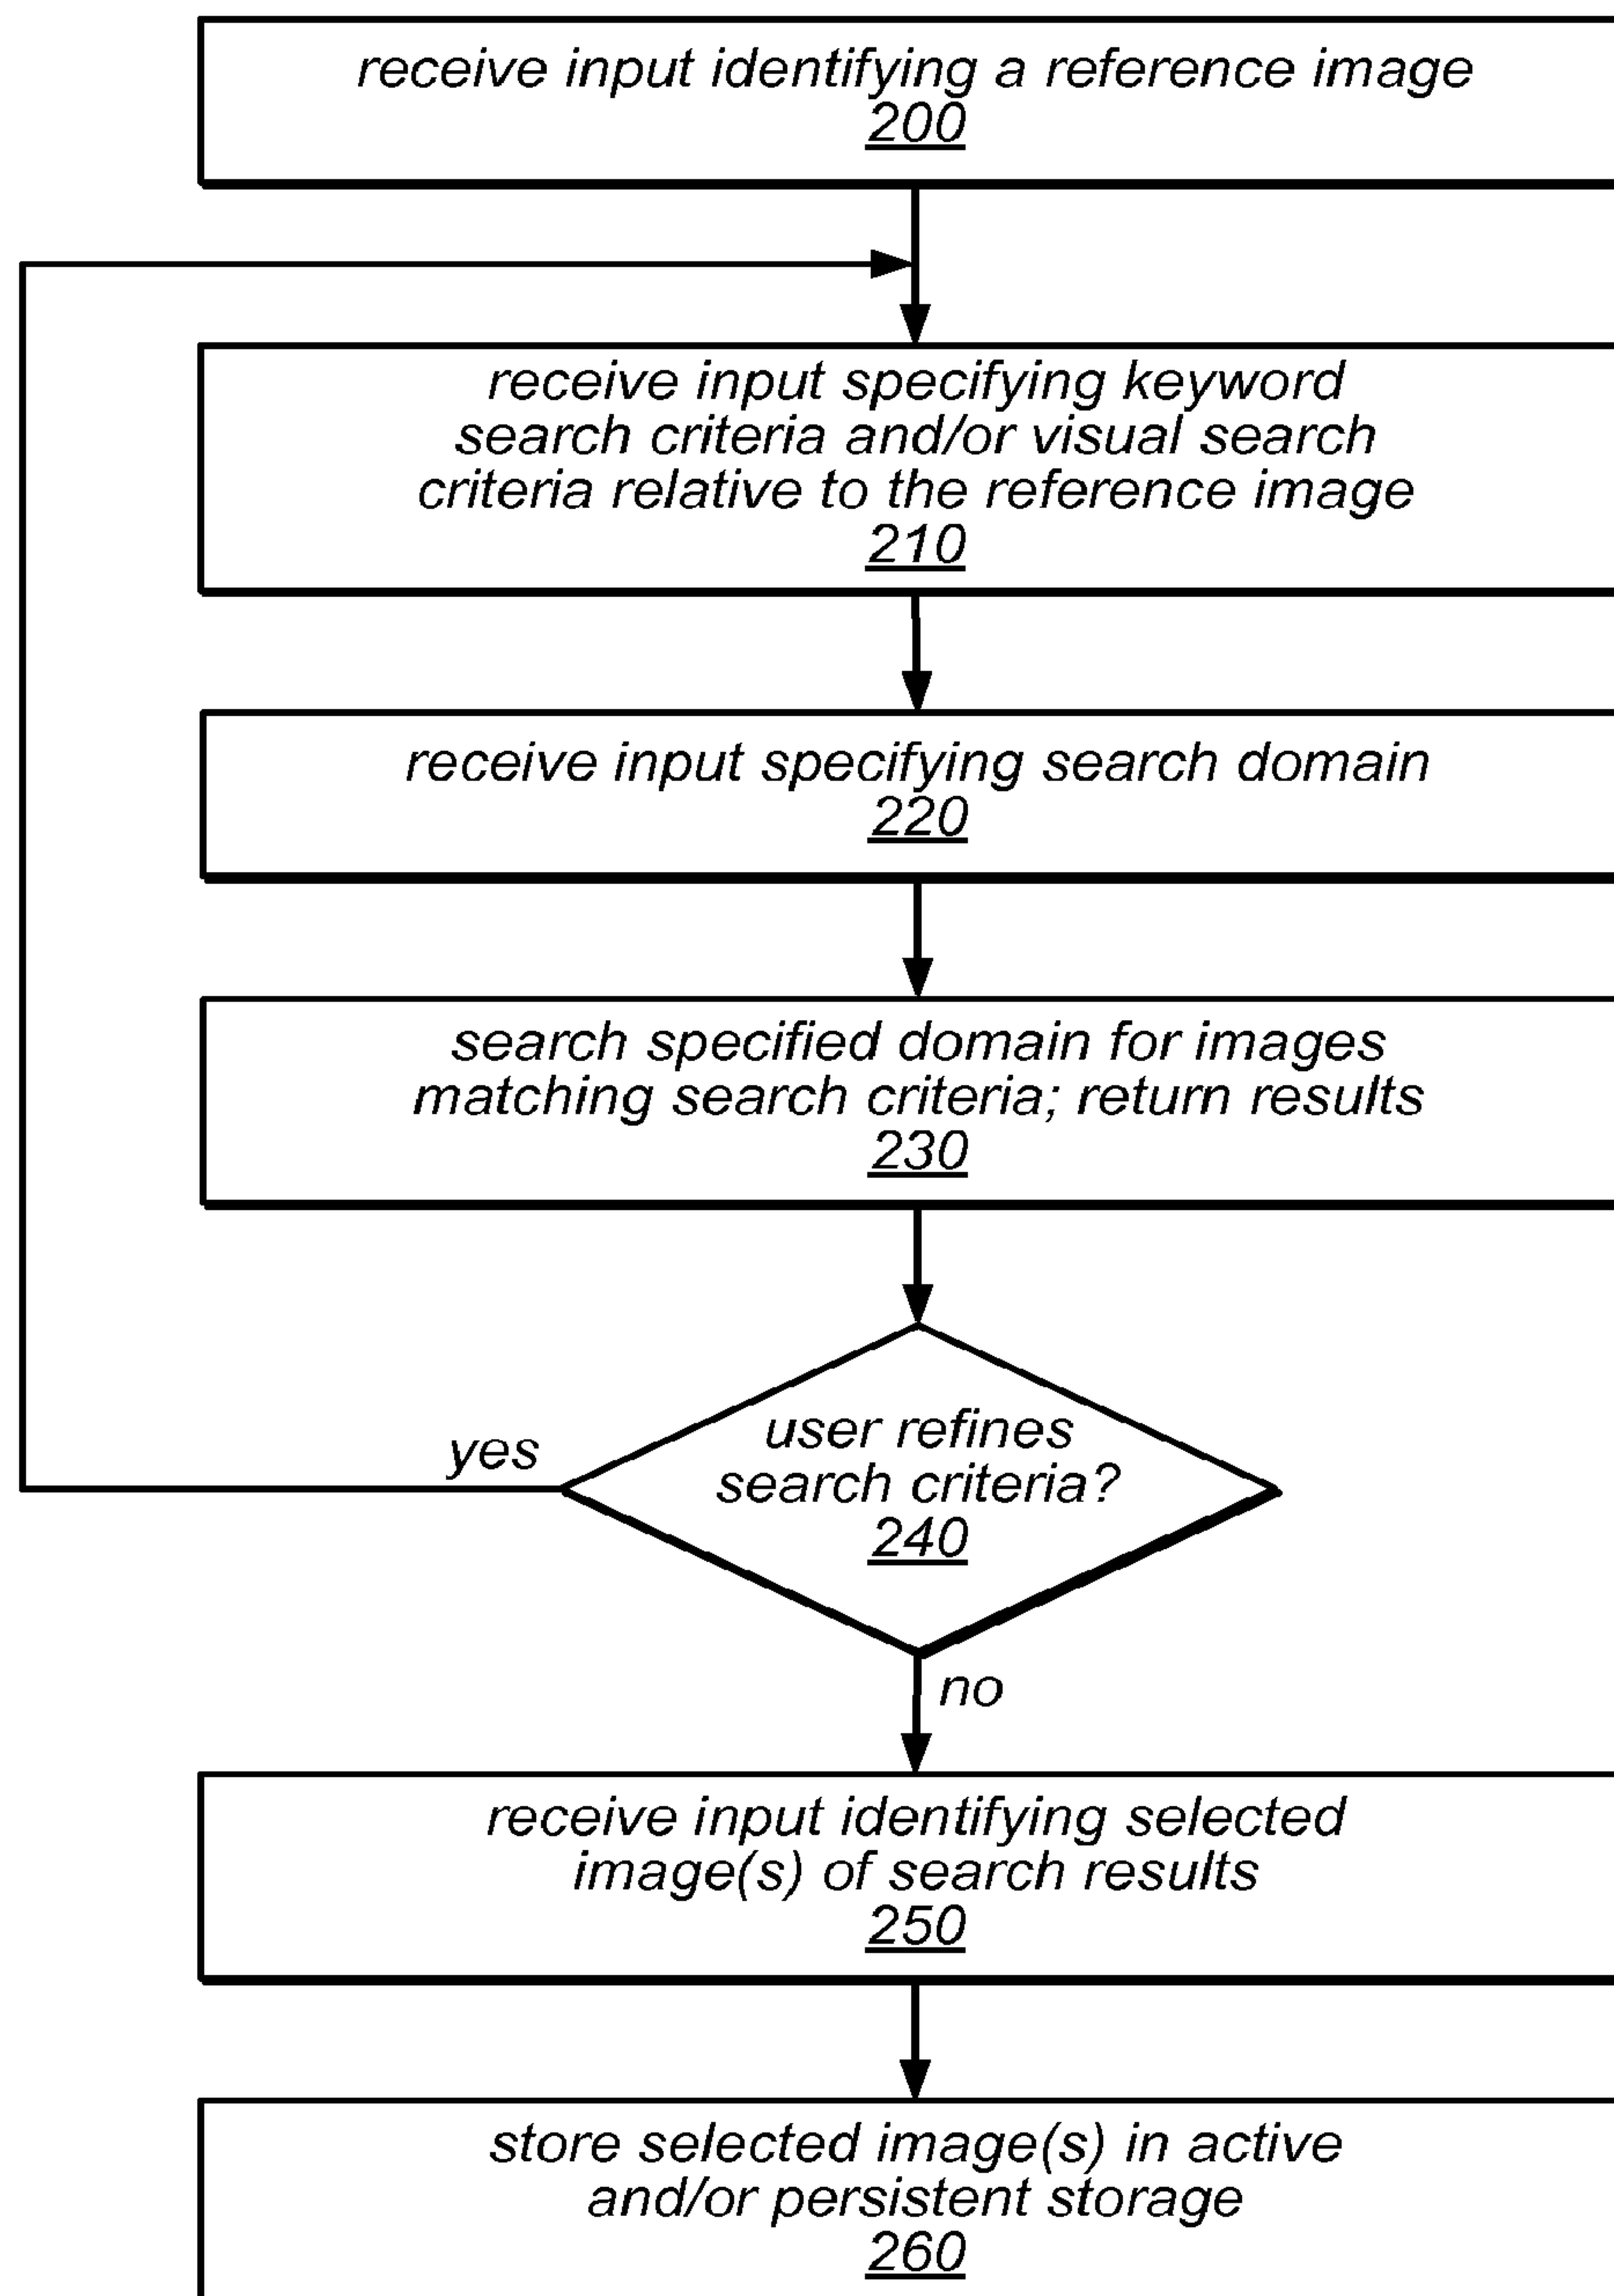 receive input identifying a reference image
200
receive input specifying keyword
search criteria and/or visual search
criteria relative to the reference image
210
receive input specifying search domain
220
search specified domain for images
matching search criteria; return results
230
user refines
search criteria?
240
yes
no
receive input identifying selected
image(s) of search results
250
store selected image(s) in active
and/or persistent storage
260